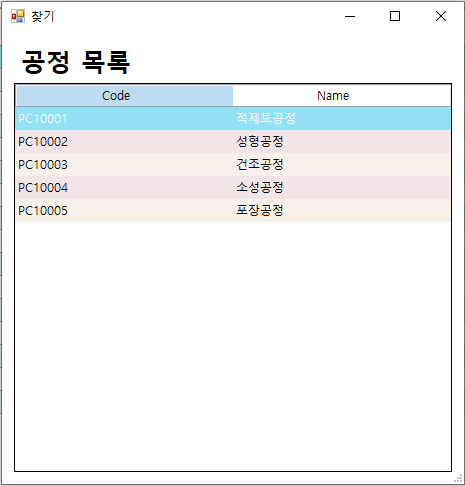 찾기
공정 목록
Code Name
PC10001 적제토공정
PC10002 성형공정
PC10003 건조공정
PC10004 소성공정
PC10005 포장공정